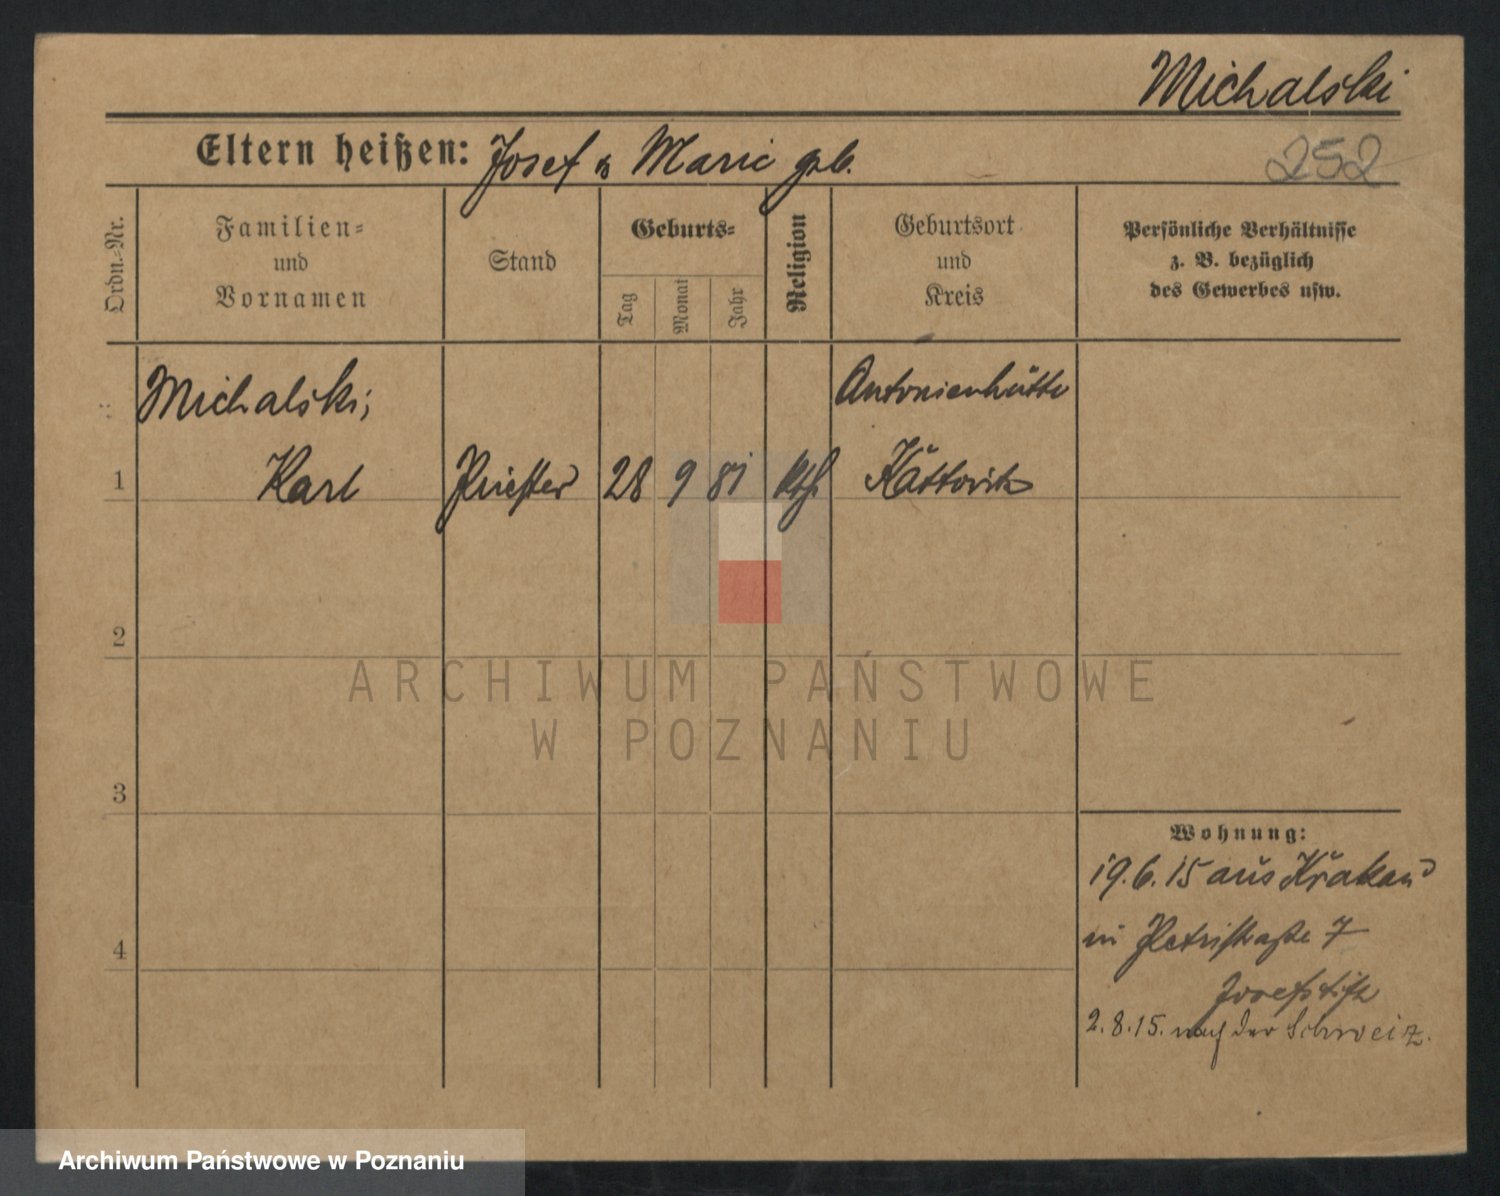 Michalski
Eltern heißen: Josef u Marie geb.
252
Ordn.-Nr.
Familien-
und
Vornamen
Stand
Geburts-
Tag
Monat
Jahr
Religion
Geburtsort
und
Kreis
Persönliche Verhältnisse
z. B. bezüglich
des Gewerbes usw.
Michalski,
Antonienhütte
1
Karl
Priester
28
9
81
kth.
Kattowitz
2
ARCHIWUM PAŃSTWOWE
W POZNANIU
3
Wohnung:
19.6.15 aus Krakau
in Petristraße 7
Josefstift
4
2.8.15. nach der Schweiz.
Archiwum Państwowe w Poznaniu